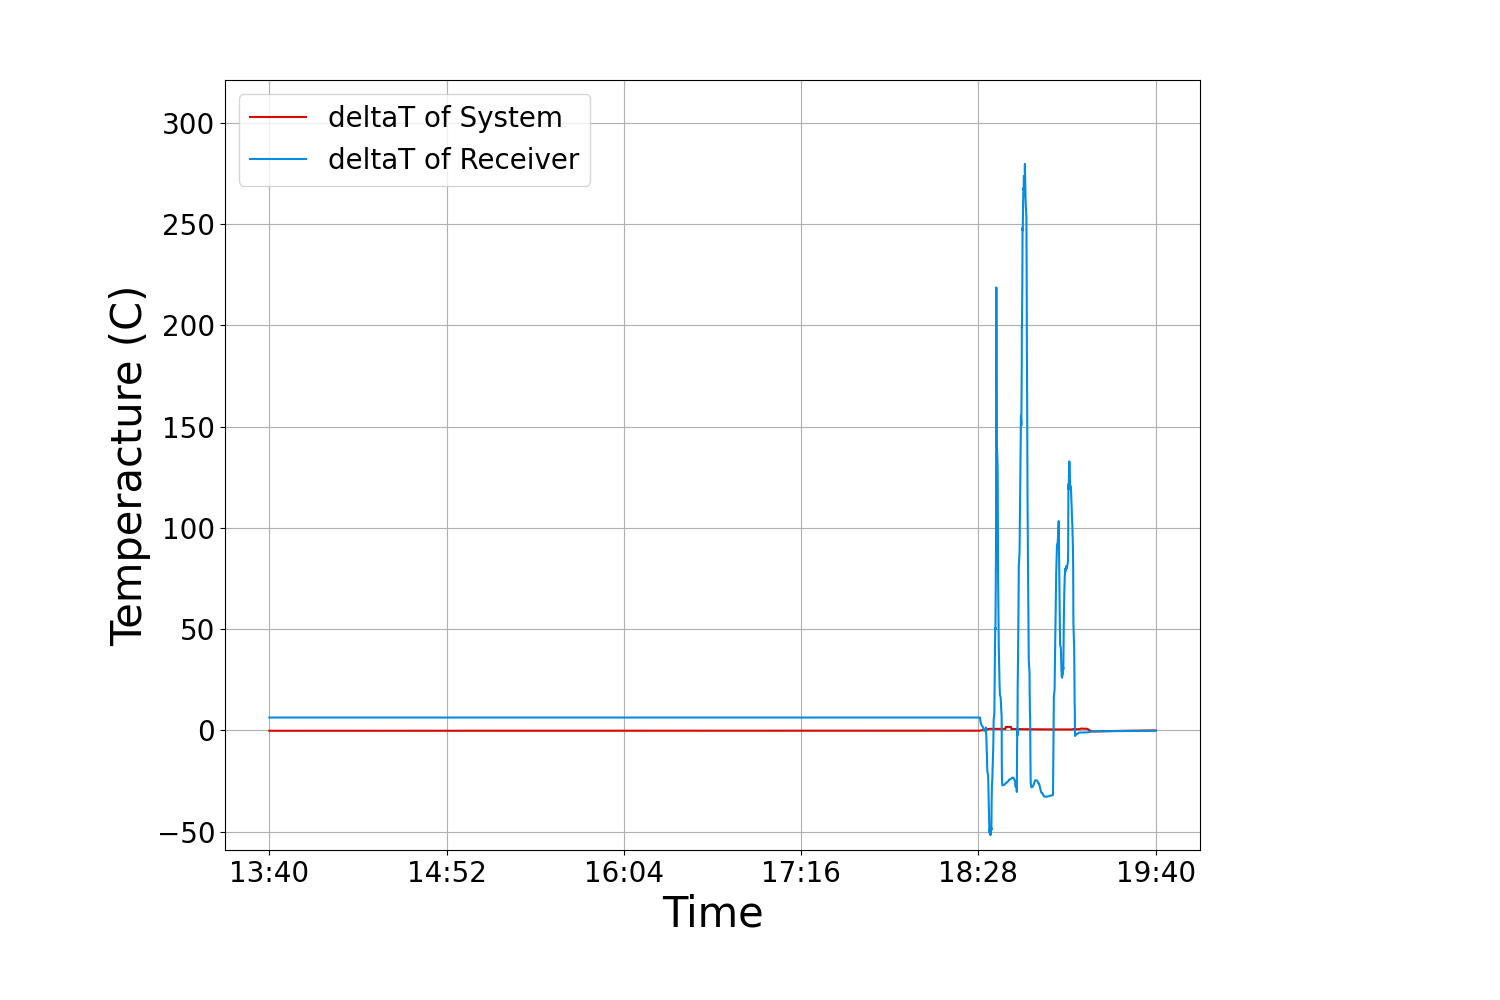 deltaT of System
deltaT of Receiver
300
250
200
150
100
50
0
−50
Temperacture (C)
13:40 14:52 16:04 17:16 18:28 19:40
Time